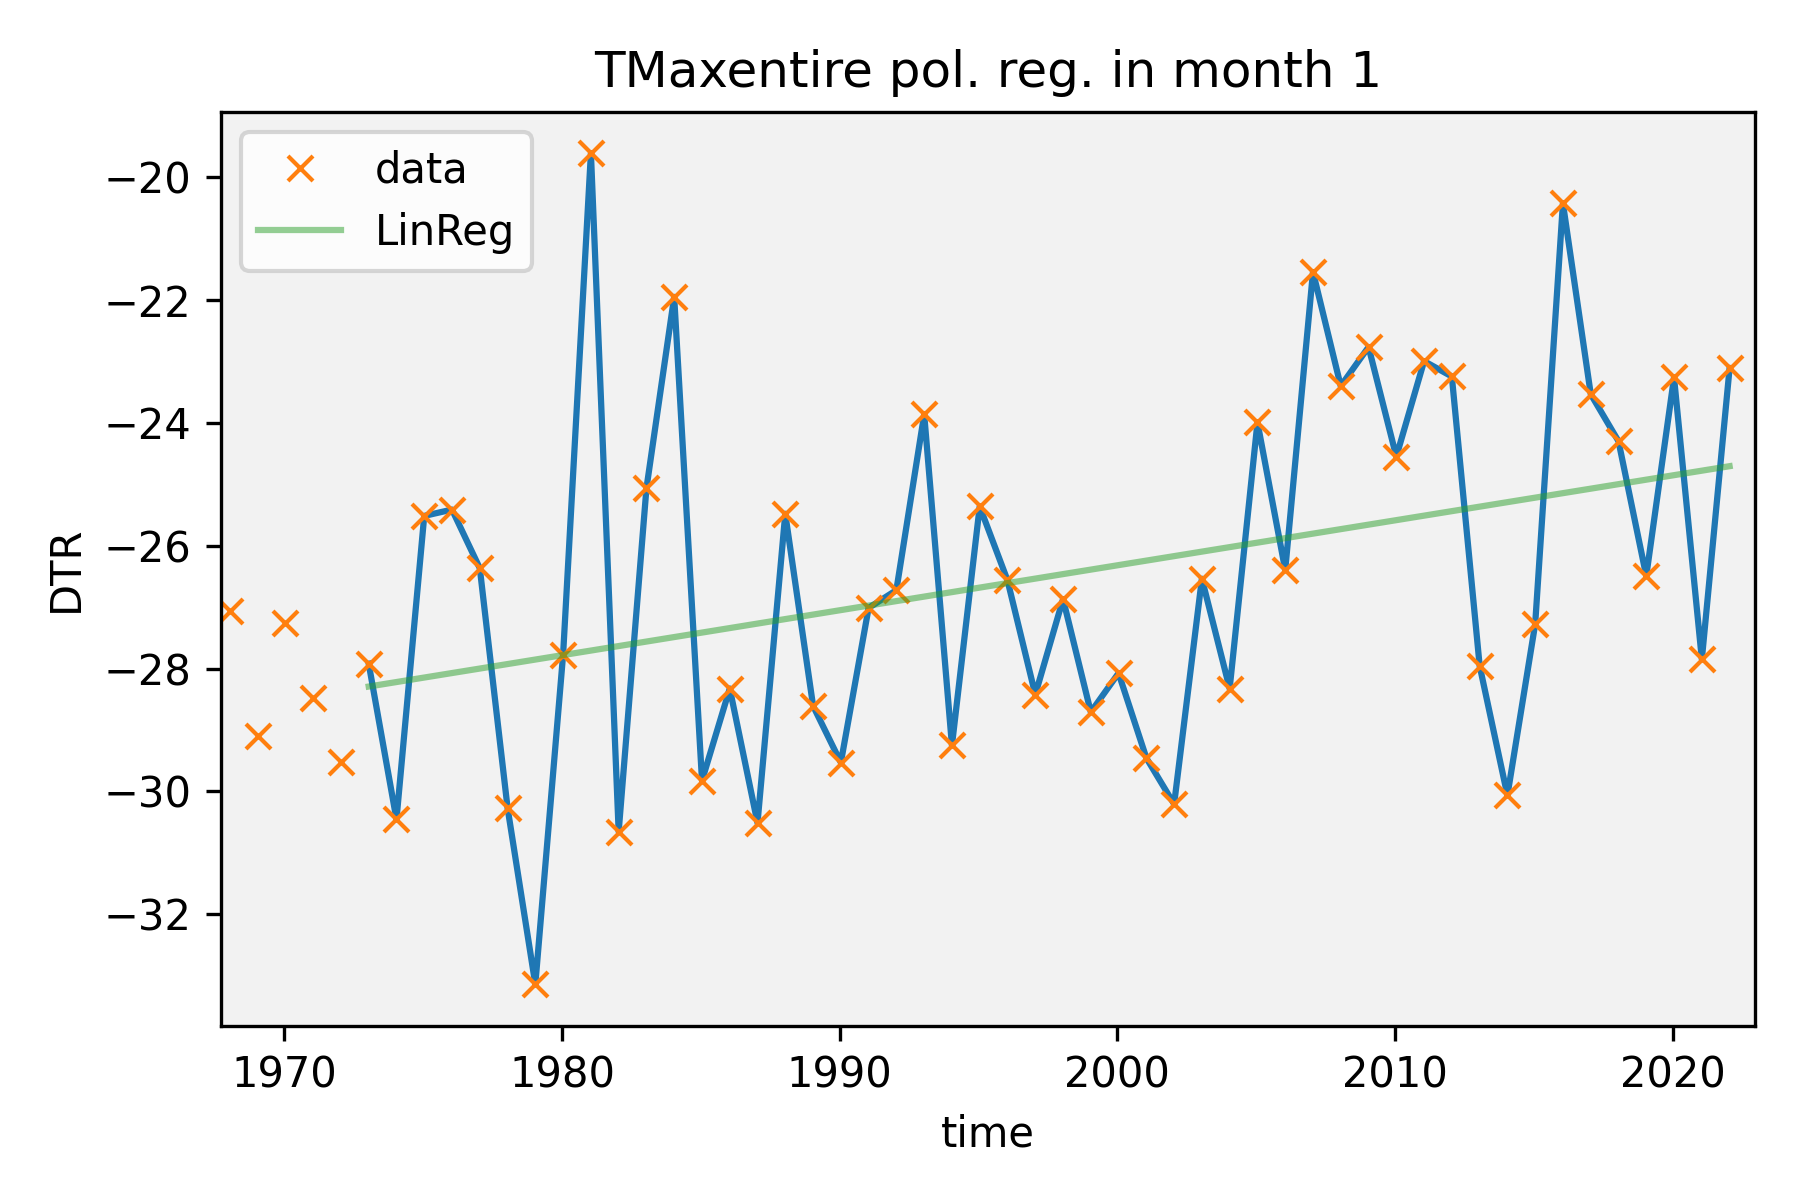 TMaxentire pol. reg. in month 1
data
LinReg
−20
−22
−24
−26
−28
−30
−32
DTR
1970 1980 1990 2000 2010 2020
time